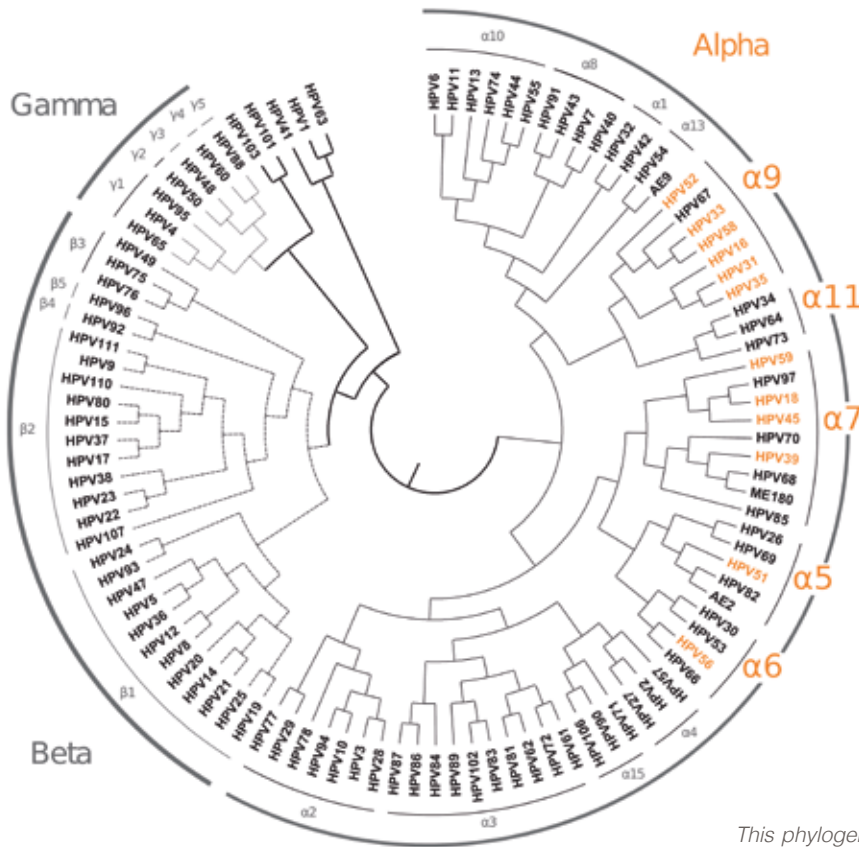 Alpha
Gamma
Beta
α10
α8
α1
α13
α9
α11
α7
α5
α6
α4
α15
α3
α2
β1
β2
β4
β5
β3
γ1
γ2
γ3
γ4
γ5
HPV6
HPV11
HPV13
HPV74
HPV44
HPV55
HPV91
HPV43
HPV7
HPV40
HPV32
HPV42
HPV54
AE9
HPV52
HPV67
HPV33
HPV58
HPV16
HPV31
HPV35
HPV34
HPV64
HPV73
HPV59
HPV97
HPV18
HPV45
HPV70
HPV39
HPV68
ME180
HPV85
HPV26
HPV69
HPV51
HPV82
AE2
HPV30
HPV53
HPV56
HPV66
HPV57
HPV2
HPV27
HPV71
HPV90
HPV106
HPV61
HPV72
HPV62
HPV81
HPV83
HPV102
HPV89
HPV84
HPV86
HPV87
HPV28
HPV3
HPV10
HPV94
HPV78
HPV29
HPV77
HPV19
HPV25
HPV21
HPV14
HPV20
HPV8
HPV12
HPV36
HPV5
HPV47
HPV93
HPV24
HPV107
HPV22
HPV23
HPV38
HPV17
HPV37
HPV15
HPV80
HPV110
HPV9
HPV111
HPV92
HPV96
HPV76
HPV75
HPV49
HPV65
HPV4
HPV95
HPV50
HPV48
HPV60
HPV88
HPV103
HPV101
HPV41
HPV1
HPV63
This phyloge